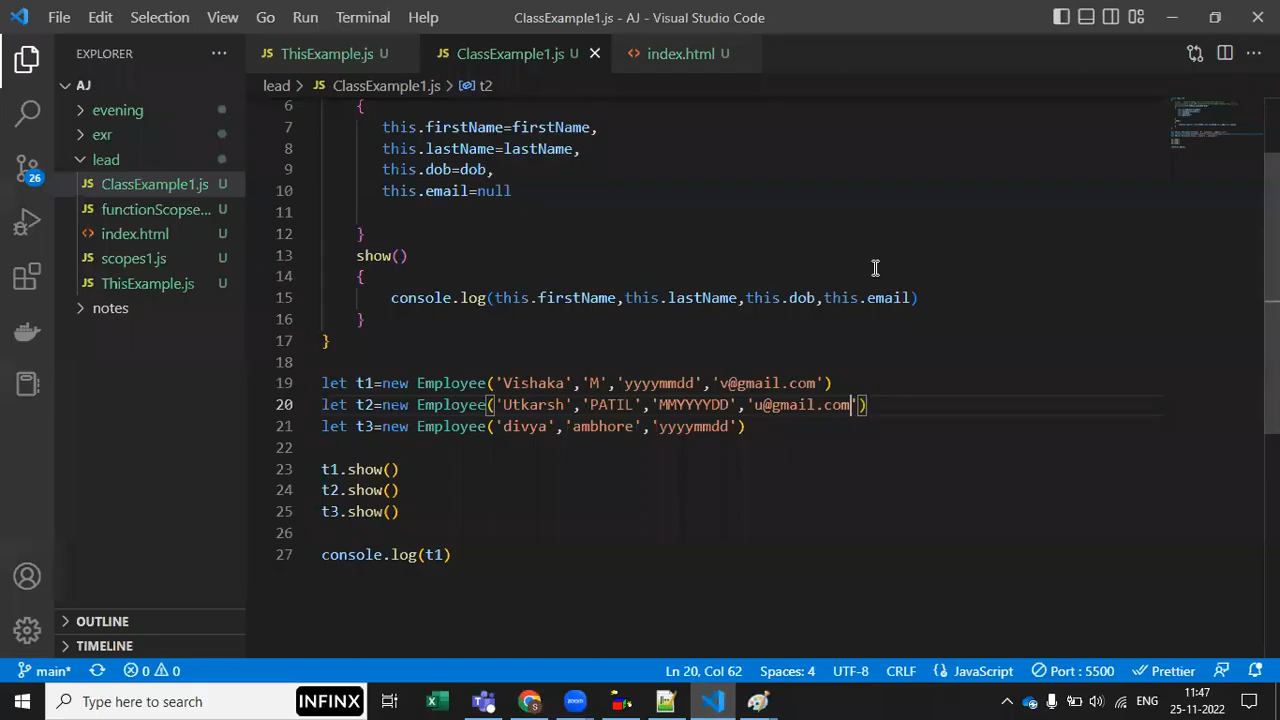 File Edit Selection View Go Run Terminal Help ClassExample1.js - AJ - Visual Studio Code
EXPLORER ··· JS ThisExample.js U JS ClassExample1.js U <> index.html U
AJ lead > JS ClassExample1.js > t2
evening
exr
lead
JS ClassExample1.js U
JS functionScopse... U
<> index.html U
JS scopes1.js U
JS ThisExample.js U
notes
26
6 {
7 this.firstName=firstName,
8 this.lastName=lastName,
9 this.dob=dob,
10 this.email=null
11
12 }
13 show()
14 {
15 console.log(this.firstName,this.lastName,this.dob,this.email)
16 }
17 }
18
19 let t1=new Employee('Vishaka','M','yyyymmdd','v@gmail.com')
20 let t2=new Employee('Utkarsh','PATIL','MMYYYYDD','u@gmail.com')
21 let t3=new Employee('divya','ambhore','yyyymmdd')
22
23 t1.show()
24 t2.show()
25 t3.show()
26
27 console.log(t1)
OUTLINE
TIMELINE
main* 0 0 Ln 20, Col 62 Spaces: 4 UTF-8 CRLF {} JavaScript Port : 5500 Prettier
Type here to search INFINX ENG 11:47
25-11-2022